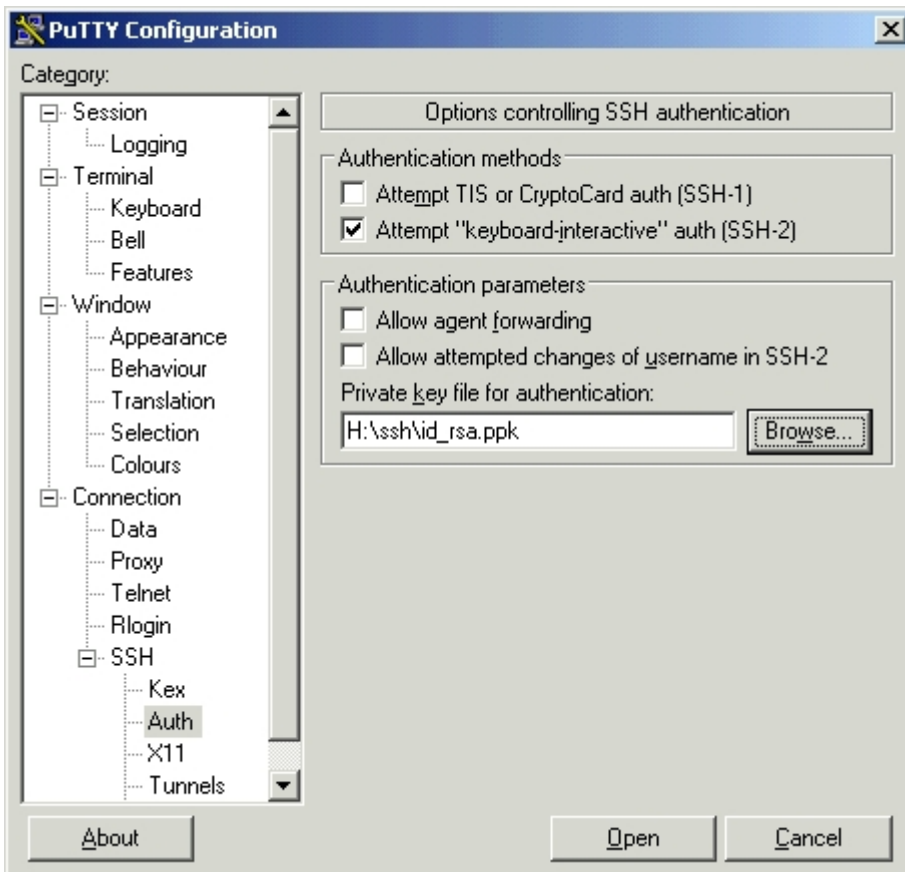 PuTTY Configuration
Category:
Session
Logging
Terminal
Keyboard
Bell
Features
Window
Appearance
Behaviour
Translation
Selection
Colours
Connection
Data
Proxy
Telnet
Rlogin
SSH
Kex
Auth
X11
Tunnels
Options controlling SSH authentication
Authentication methods
Attempt TIS or CryptoCard auth (SSH-1)
Attempt "keyboard-interactive" auth (SSH-2)
Authentication parameters
Allow agent forwarding
Allow attempted changes of username in SSH-2
Private key file for authentication:
H:\ssh\id_rsa.ppk
Browse...
About
Open
Cancel